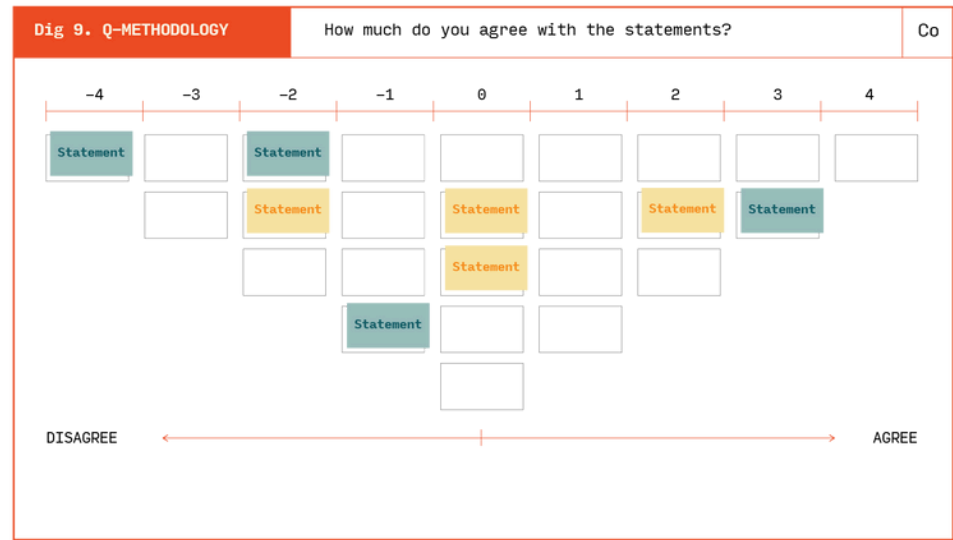 Dig 9. Q–METHODOLOGY
How much do you agree with the statements?
Co
–4 –3 –2 –1 0 1 2 3 4
Statement Statement
Statement Statement Statement Statement
Statement
Statement
DISAGREE AGREE